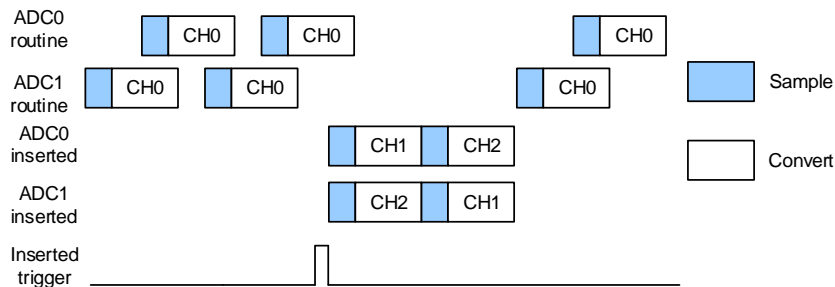 ADC0
routine
CH0
CH0
CH0
ADC1
routine
CH0
CH0
CH0
Sample
ADC0
inserted
CH1
CH2
Convert
ADC1
inserted
CH2
CH1
Inserted
trigger